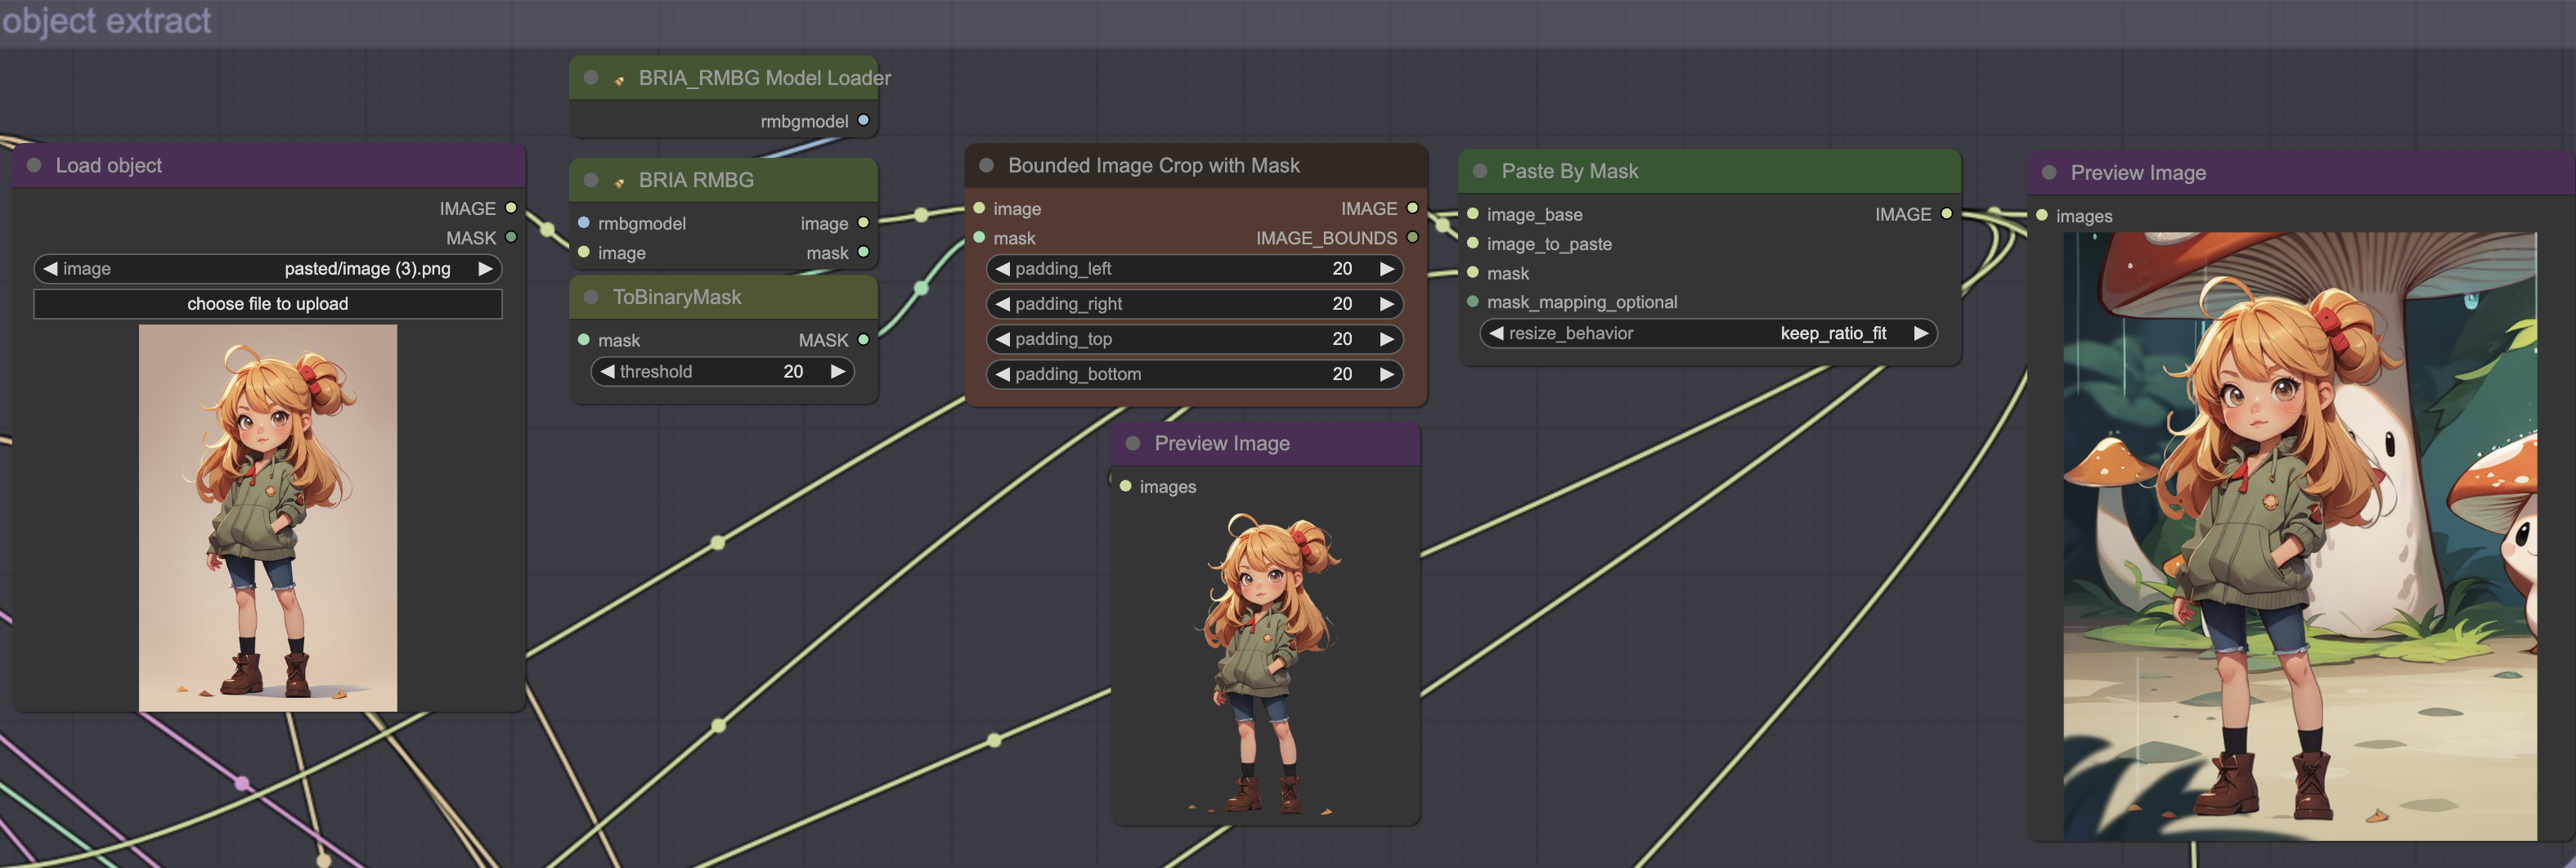 object extract
Load object
IMAGE
MASK
image pasted/image (3).png
choose file to upload
BRIA_RMBG Model Loader
rmbgmodel
BRIA RMBG
rmbgmodel image
image mask
ToBinaryMask
mask MASK
threshold 20
Bounded Image Crop with Mask
image IMAGE
mask IMAGE_BOUNDS
padding_left 20
padding_right 20
padding_top 20
padding_bottom 20
Preview Image
images
Paste By Mask
image_base IMAGE
image_to_paste
mask
mask_mapping_optional
resize_behavior keep_ratio_fit
Preview Image
images